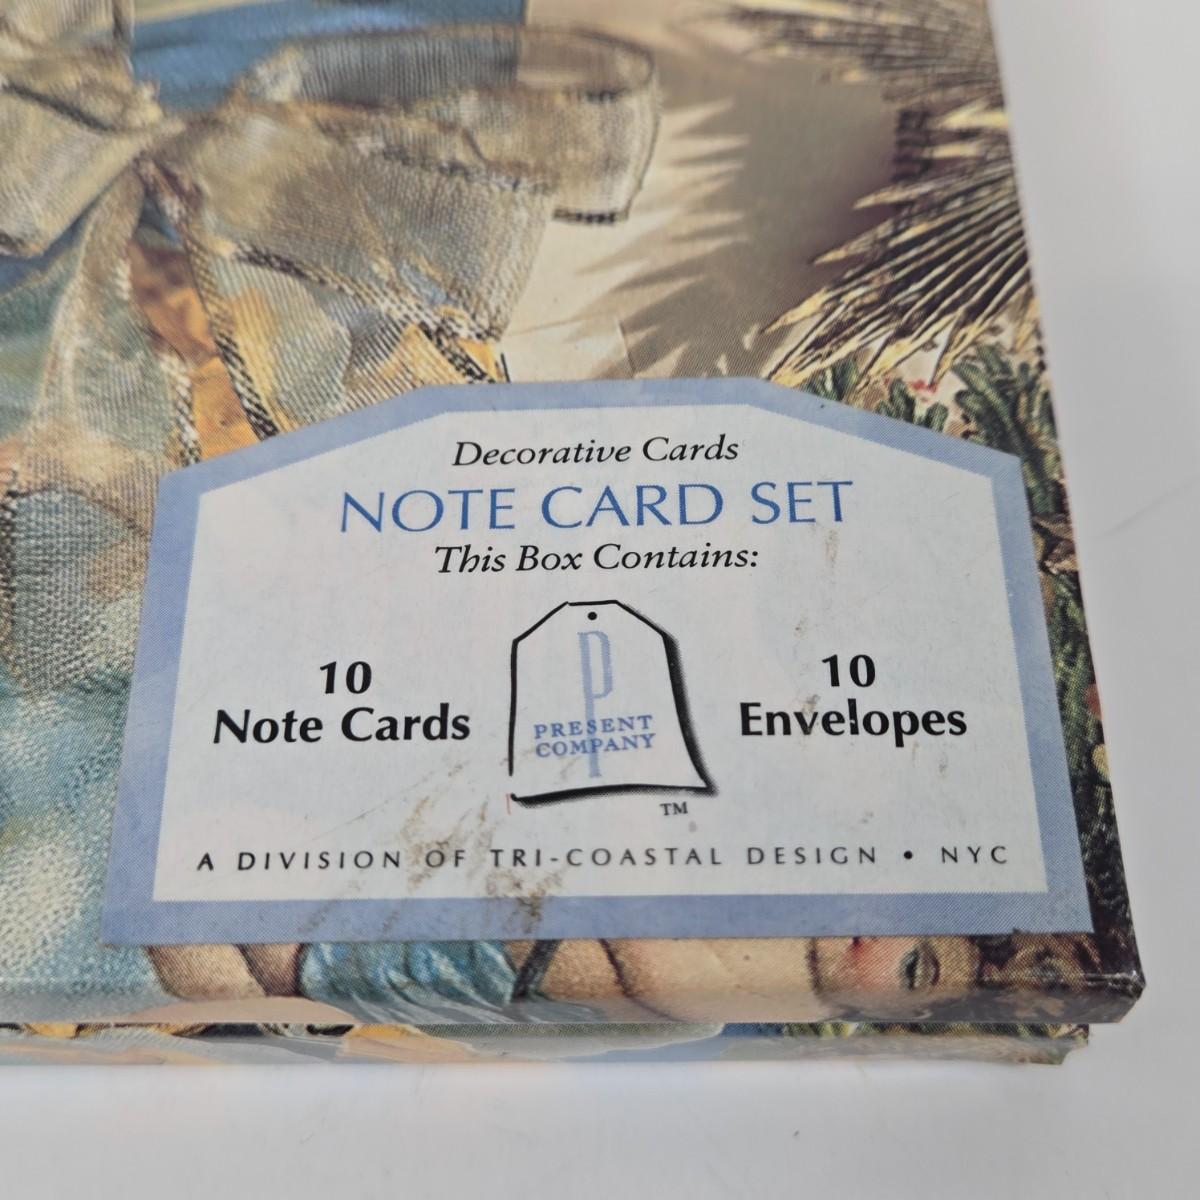 Decorative Cards
NOTE CARD SET
This Box Contains:
10
Note Cards
P
PRESENT
COMPANY
TM
10
Envelopes
A DIVISION OF TRI-COASTAL DESIGN • NYC